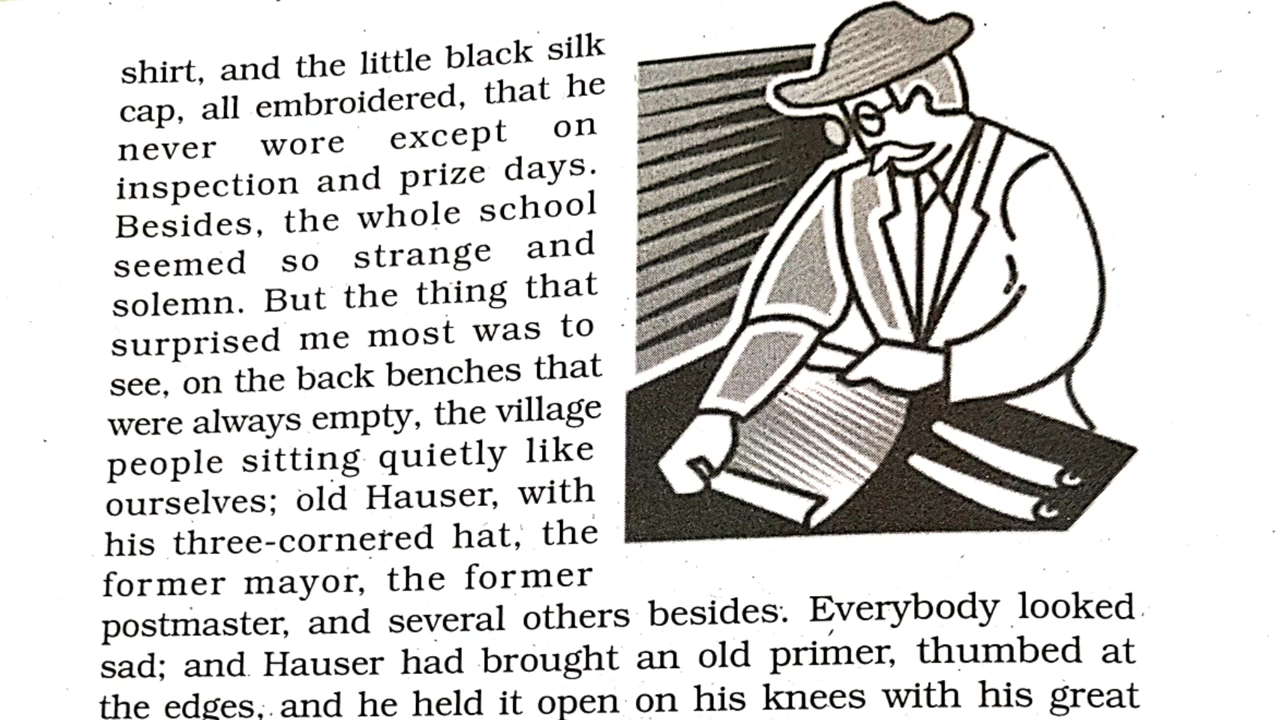 shirt, and the little black silk
cap, all embroidered, that he
never wore except on
inspection and prize days.
Besides, the whole school
seemed so strange and
solemn. But the thing that
surprised me most was to
see, on the back benches that
were always empty, the village
people sitting quietly like
ourselves; old Hauser, with
his three-cornered hat, the
former mayor, the former
postmaster, and several others besides. Everybody looked
sad; and Hauser had brought an old primer, thumbed at
the edges, and he held it open on his knees with his great